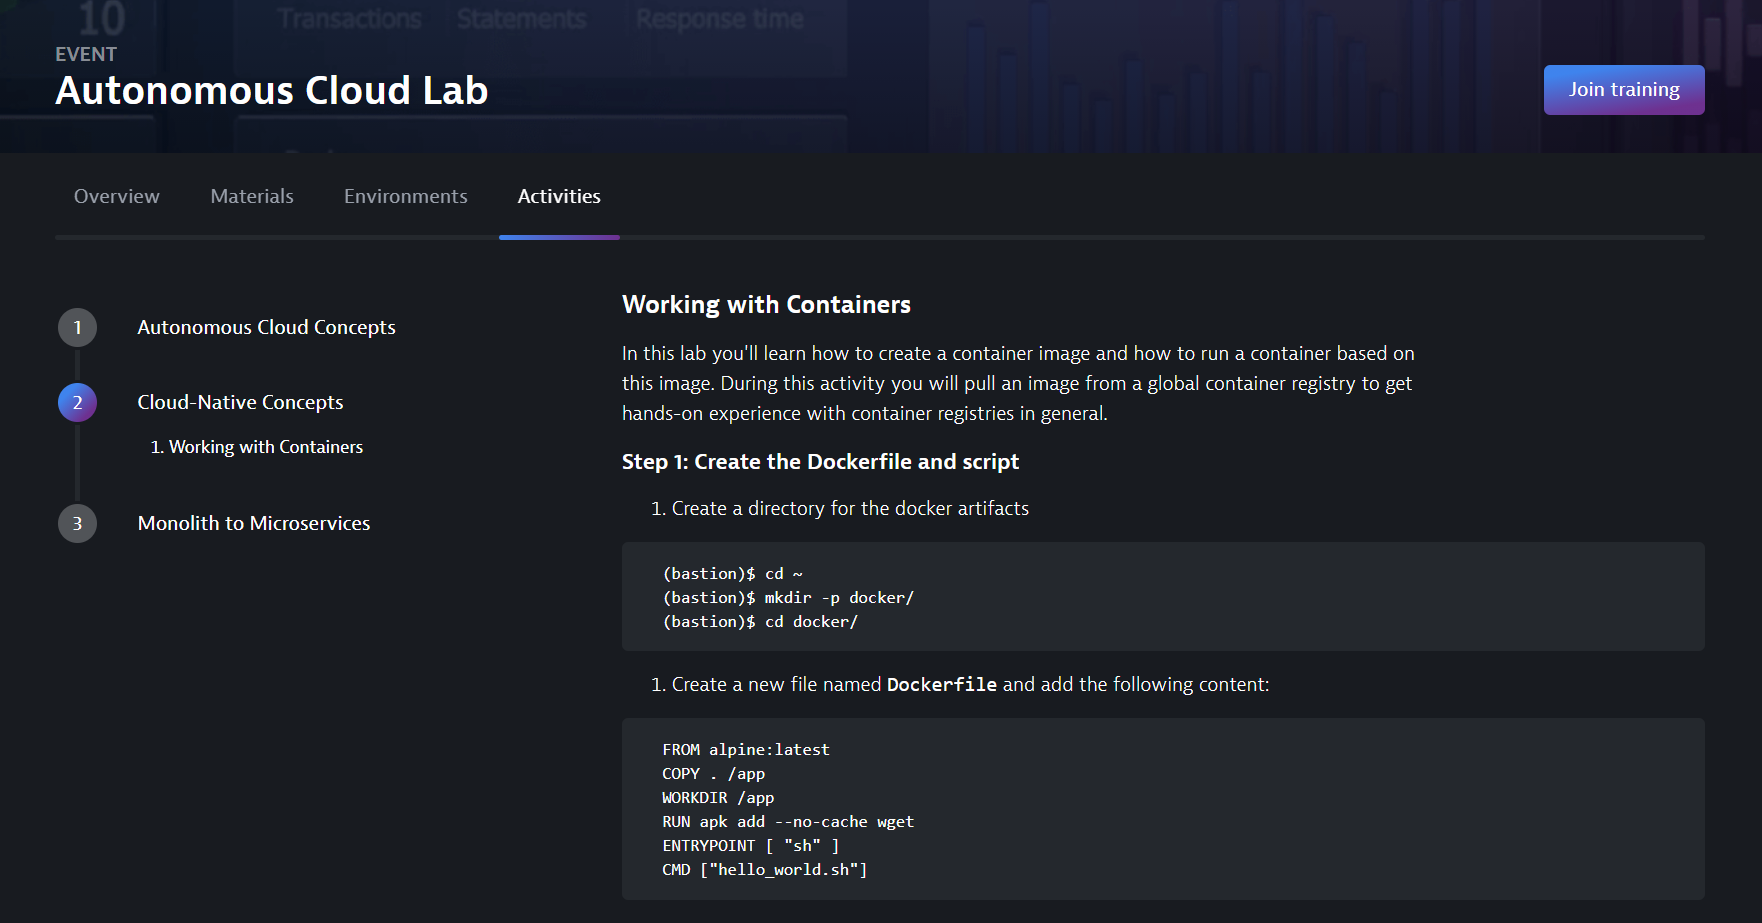 10
Transactions Statements Response time
EVENT
Autonomous Cloud Lab
Join training
Overview Materials Environments Activities
1 Autonomous Cloud Concepts
2 Cloud-Native Concepts
1. Working with Containers
3 Monolith to Microservices
Working with Containers
In this lab you'll learn how to create a container image and how to run a container based on
this image. During this activity you will pull an image from a global container registry to get
hands-on experience with container registries in general.
Step 1: Create the Dockerfile and script
1. Create a directory for the docker artifacts
(bastion)$ cd ~
(bastion)$ mkdir -p docker/
(bastion)$ cd docker/
1. Create a new file named Dockerfile and add the following content:
FROM alpine:latest
COPY . /app
WORKDIR /app
RUN apk add --no-cache wget
ENTRYPOINT [ "sh" ]
CMD ["hello_world.sh"]